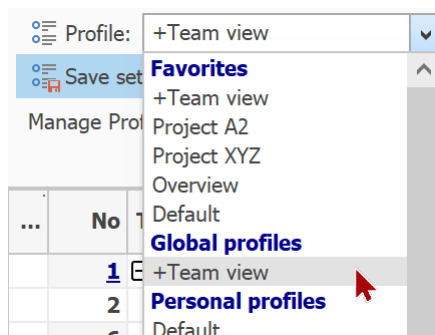 Profile: +Team view
Save set
Favorites
+Team view
Manage Prof
Project A2
Project XYZ
Overview
Default
Global profiles
... No T
+Team view
1
Personal profiles
2
Default